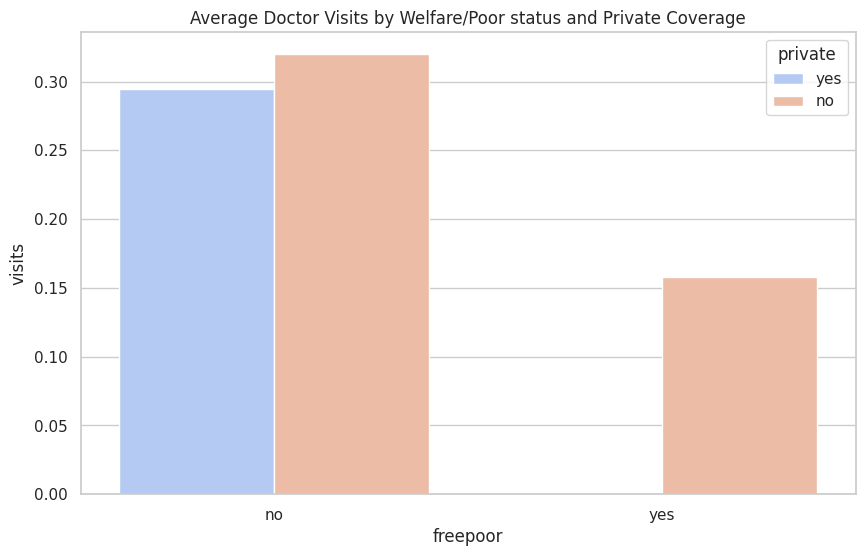 Average Doctor Visits by Welfare/Poor status and Private Coverage
private
yes
no
0.30
0.25
0.20
0.15
0.10
0.05
0.00
visits
no
yes
freepoor